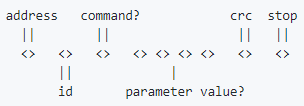 address command? crc stop
|| || || ||
<> <> <> <> <> <> <> <> <>
|| |
id parameter value?